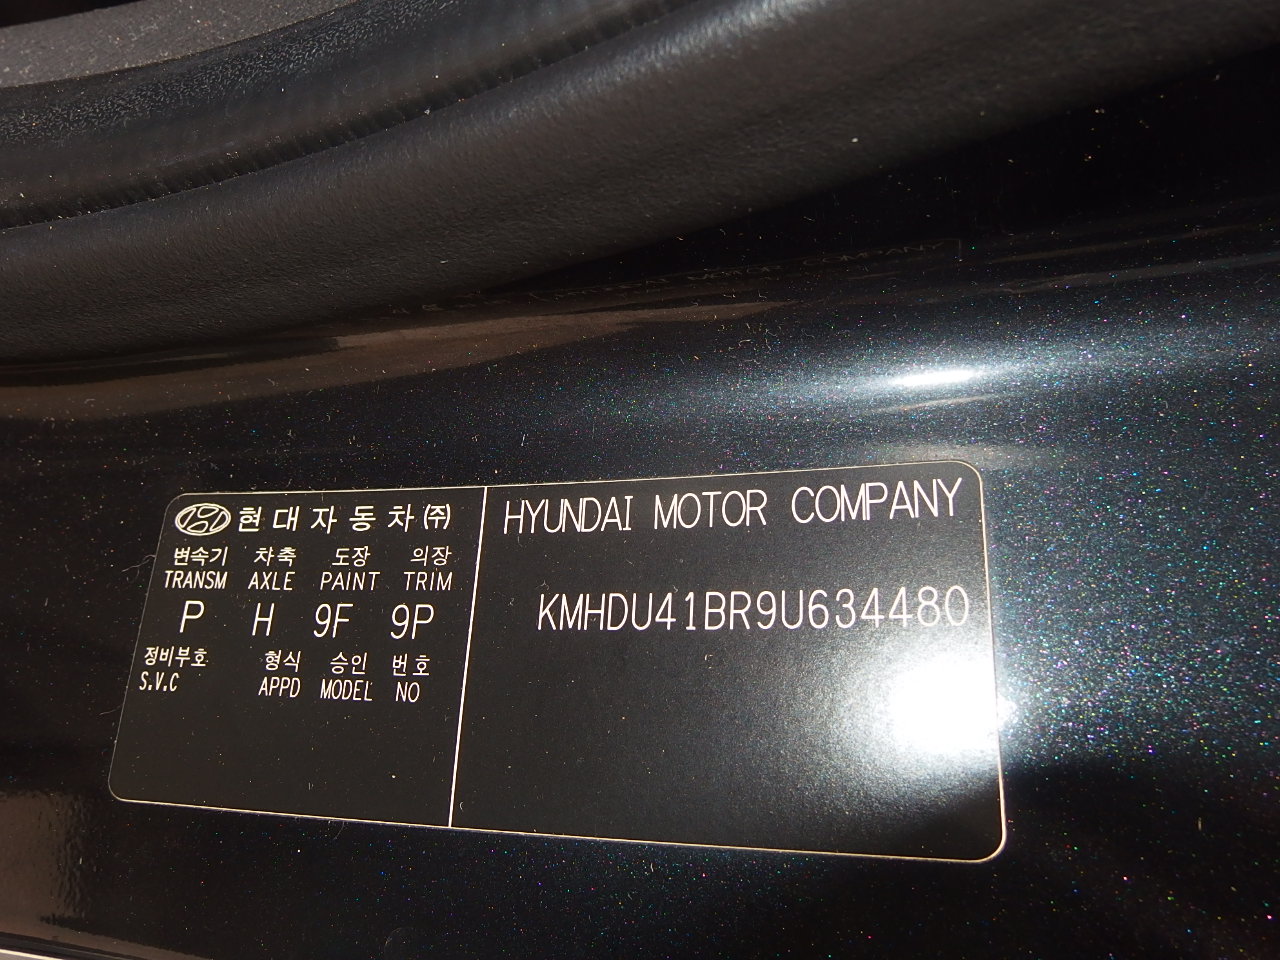 현대자동차㈜
변속기 차축 도장 의장
TRANSM AXLE PAINT TRIM
P H 9F 9P
정비부호 형식 승인 번호
S.V.C APPD MODEL NO
HYUNDAI MOTOR COMPANY
KMHDU41BR9U634480